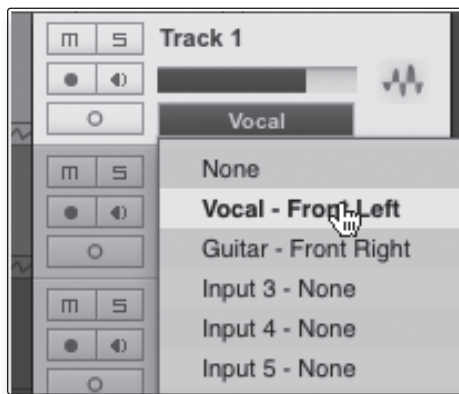 M S Track 1
Vocal
M S None
Vocal - Front Left
Guitar - Front Right
M S Input 3 - None
Input 4 - None
Input 5 - None